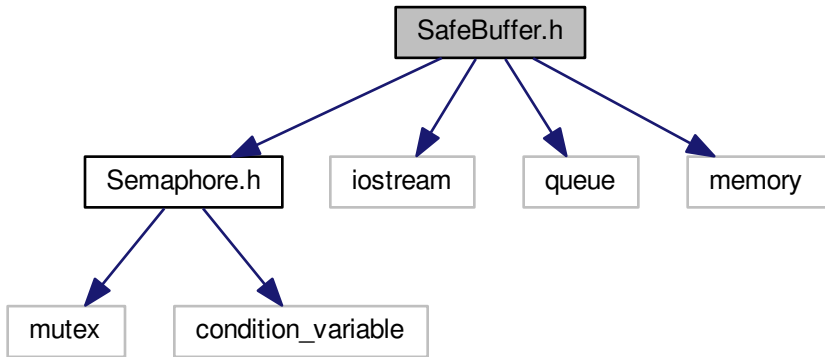 SafeBuffer.h
Semaphore.h
iostream
queue
memory
mutex
condition_variable